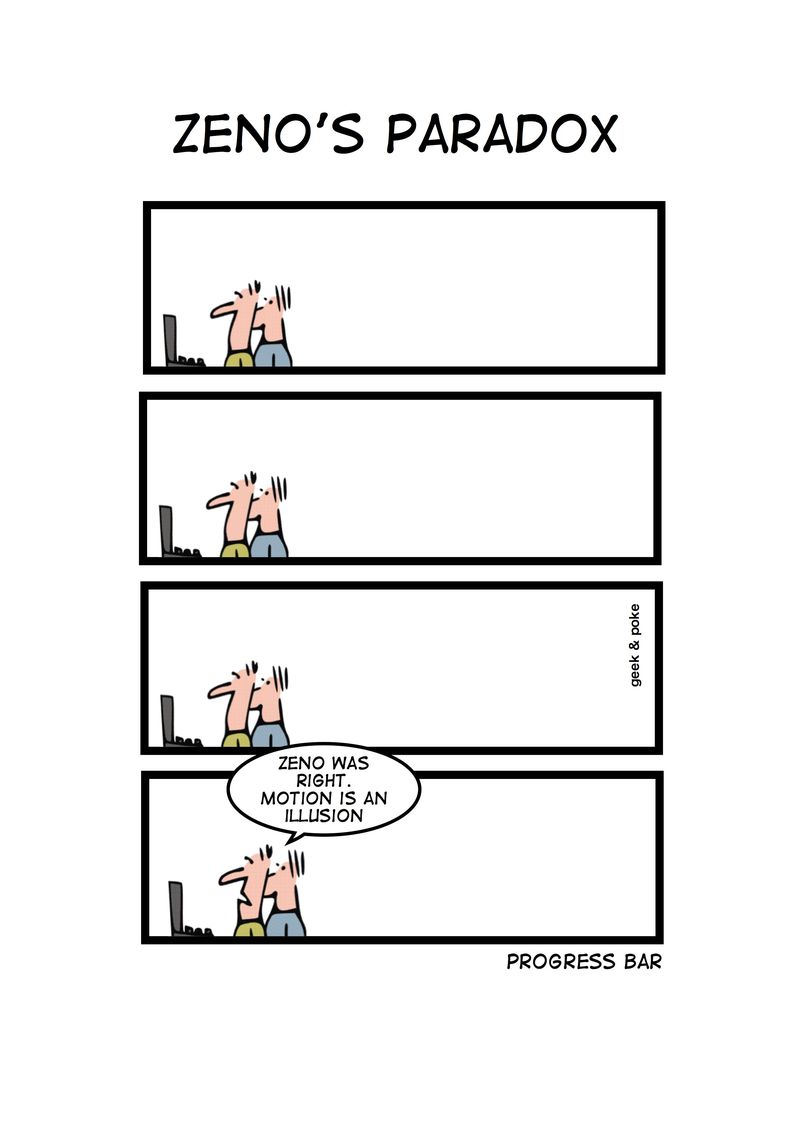 ZENO'S PARADOX
geek & poke
ZENO WAS
RIGHT.
MOTION IS AN
ILLUSION
PROGRESS BAR